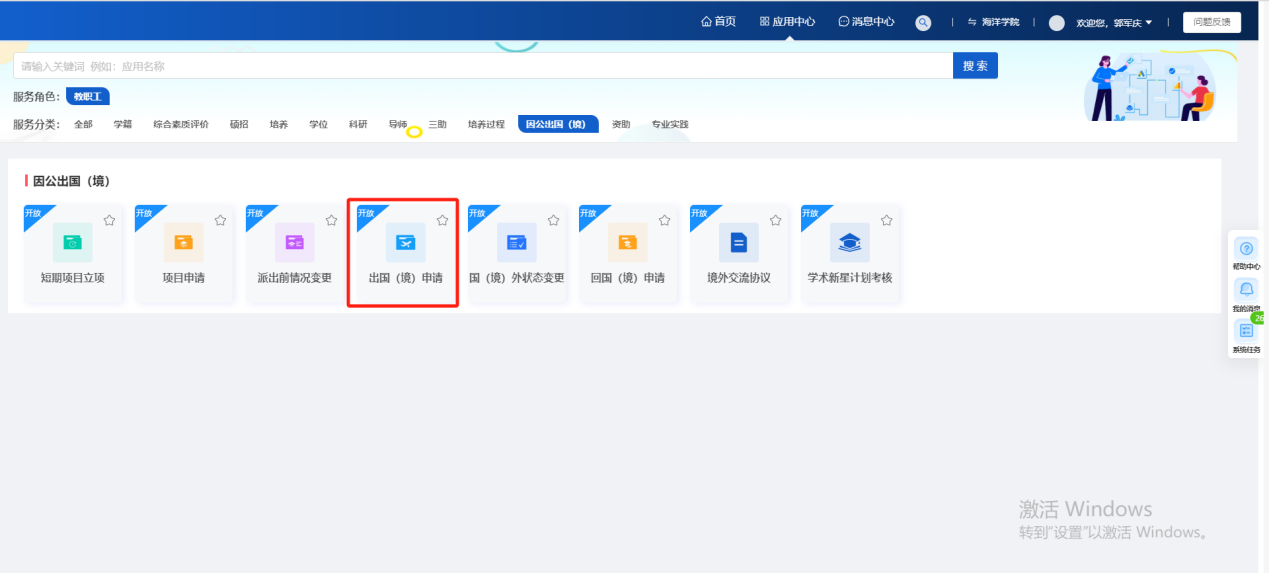 首页 应用中心 消息中心 海洋学院 欢迎您，郭军庆 问题反馈
请输入关键词 例如：应用名称 搜 索
服务角色： 教职工
服务分类： 全部 学籍 综合素质评价 硕招 培养 学位 科研 导师 三助 培养过程 因公出国（境） 资助 专业实践
因公出国（境）
开放 开放 开放 开放 开放 开放 开放 开放
短期项目立项 项目申请 派出前情况变更 出国（境）申请 国（境）外状态变更 回国（境）申请 境外交流协议 学术新星计划考核
帮助中心
我的消息
26
系统任务
激活 Windows
转到"设置"以激活 Windows。